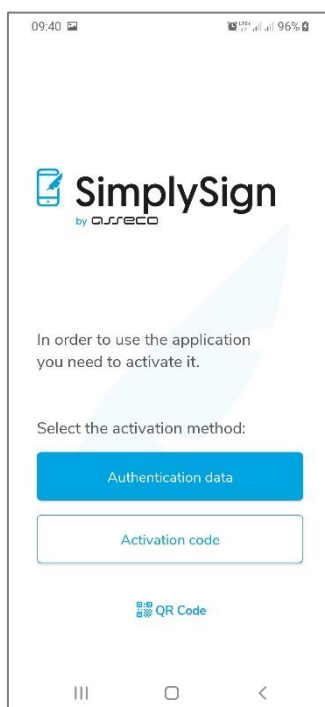 09:40 96%
SimplySign
by asseco
In order to use the application
you need to activate it.
Select the activation method:
Authentication data
Activation code
QR Code